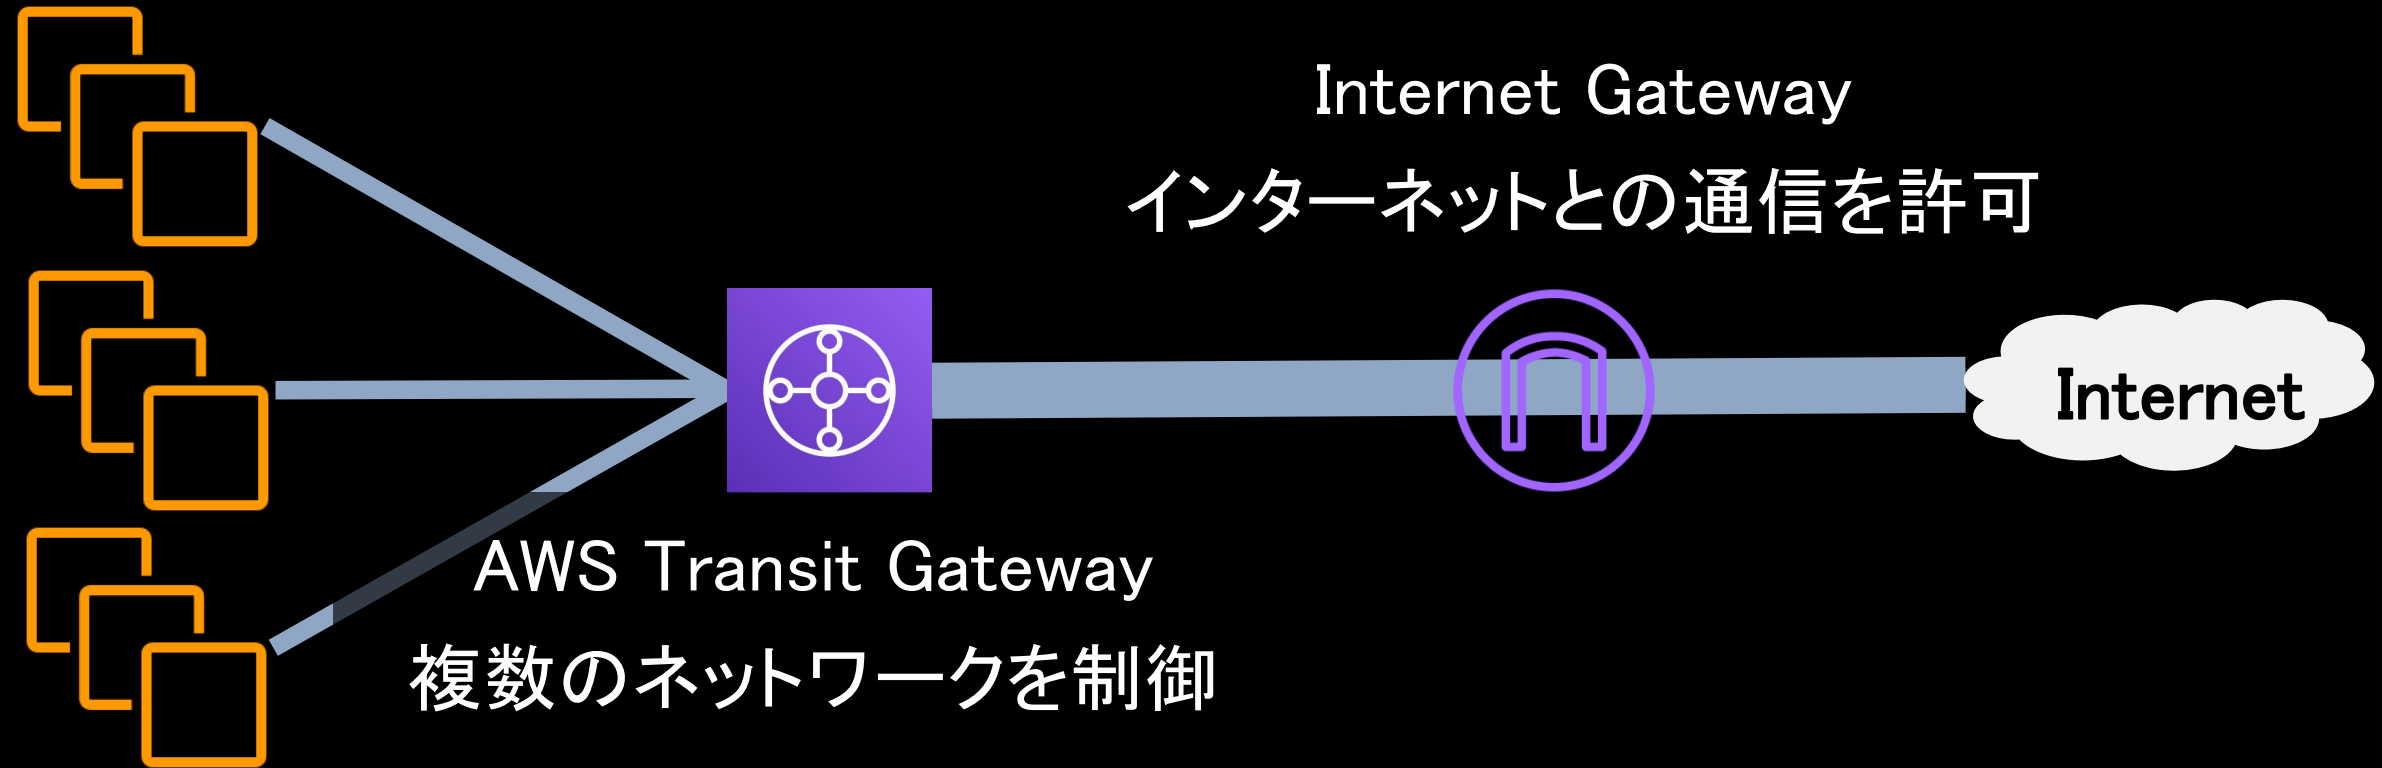 Internet Gateway
インターネットとの通信を許可
Internet
AWS Transit Gateway
複数のネットワークを制御